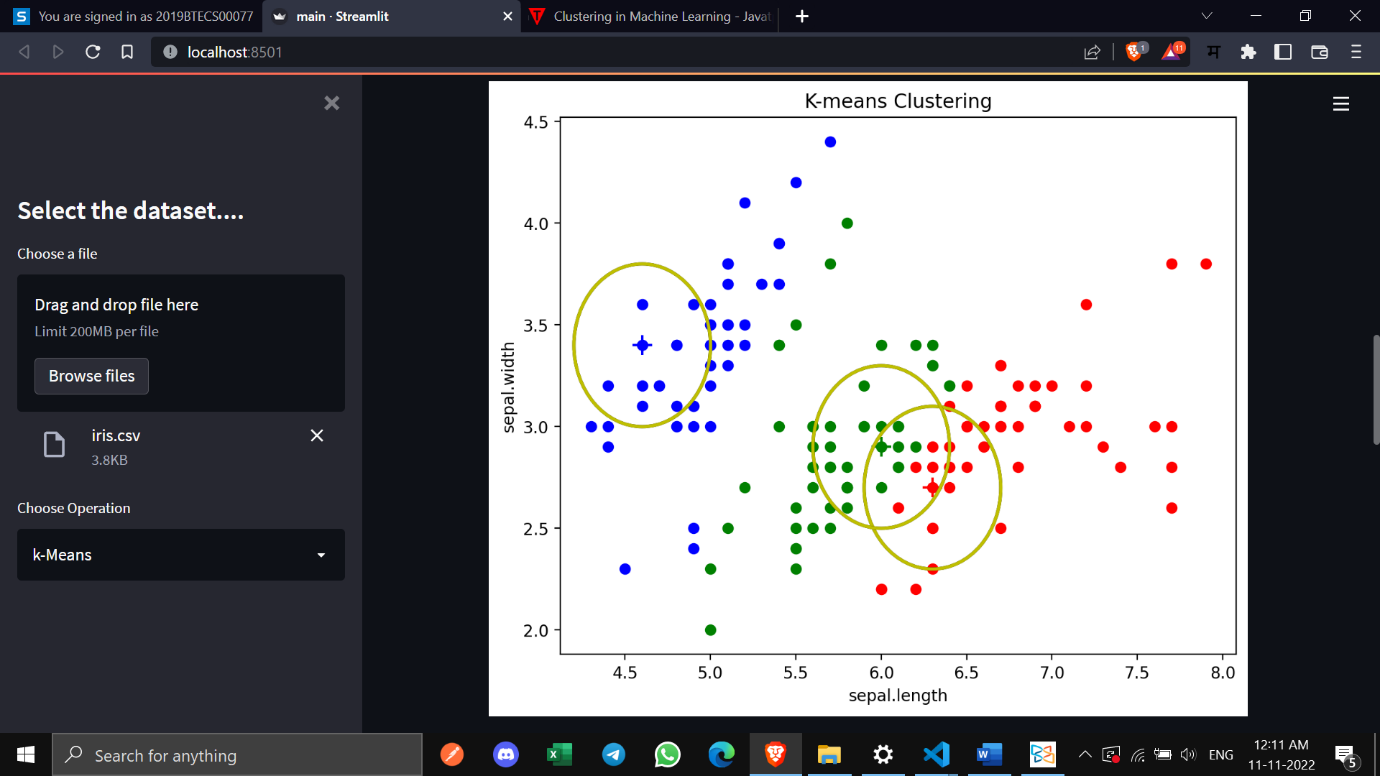 You are signed in as 2019BTECS00077
main · Streamlit
Clustering in Machine Learning - Javat
localhost:8501
1
11
म
Select the dataset....
Choose a file
Drag and drop file here
Limit 200MB per file
Browse files
iris.csv
3.8KB
Choose Operation
k-Means
K-means Clustering
4.5
4.0
3.5
3.0
2.5
2.0
sepal.width
4.5 5.0 5.5 6.0 6.5 7.0 7.5 8.0
sepal.length
Search for anything
ENG
12:11 AM
11-11-2022
5